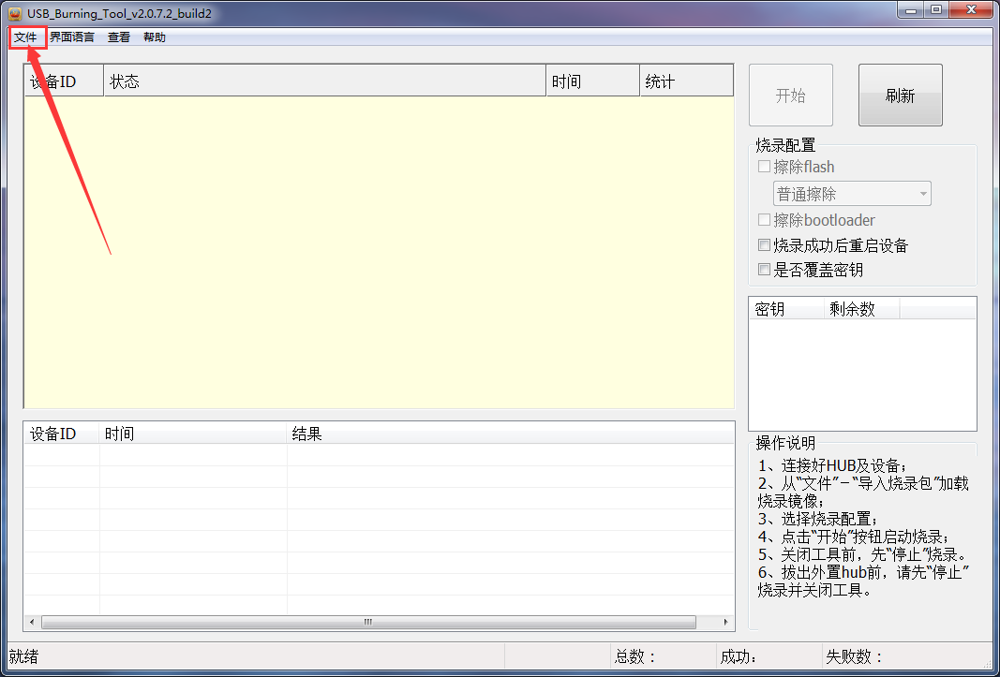 USB_Burning_Tool_v2.0.7.2_build2
文件 界面语言 查看 帮助
设备ID 状态 时间 统计
开始 刷新
烧录配置
擦除flash
普通擦除
擦除bootloader
烧录成功后重启设备
是否覆盖密钥
密钥 剩余数
设备ID 时间 结果
操作说明
1、连接好HUB及设备；
2、从“文件”－“导入烧录包”加载
烧录镜像；
3、选择烧录配置；
4、点击“开始”按钮启动烧录；
5、关闭工具前，先“停止”烧录。
6、拔出外置hub前，请先“停止”
烧录并关闭工具。
就绪 总数： 成功： 失败数：